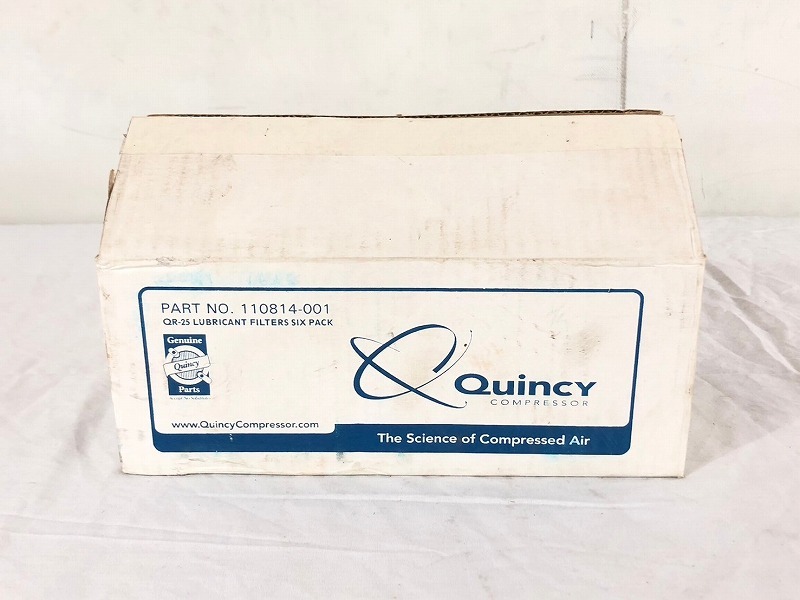 PART NO. 110814-001
QR-25 LUBRICANT FILTERS SIX PACK
Genuine
Quincy
Parts
Quincy
COMPRESSOR
www.QuincyCompressor.com
The Science of Compressed Air